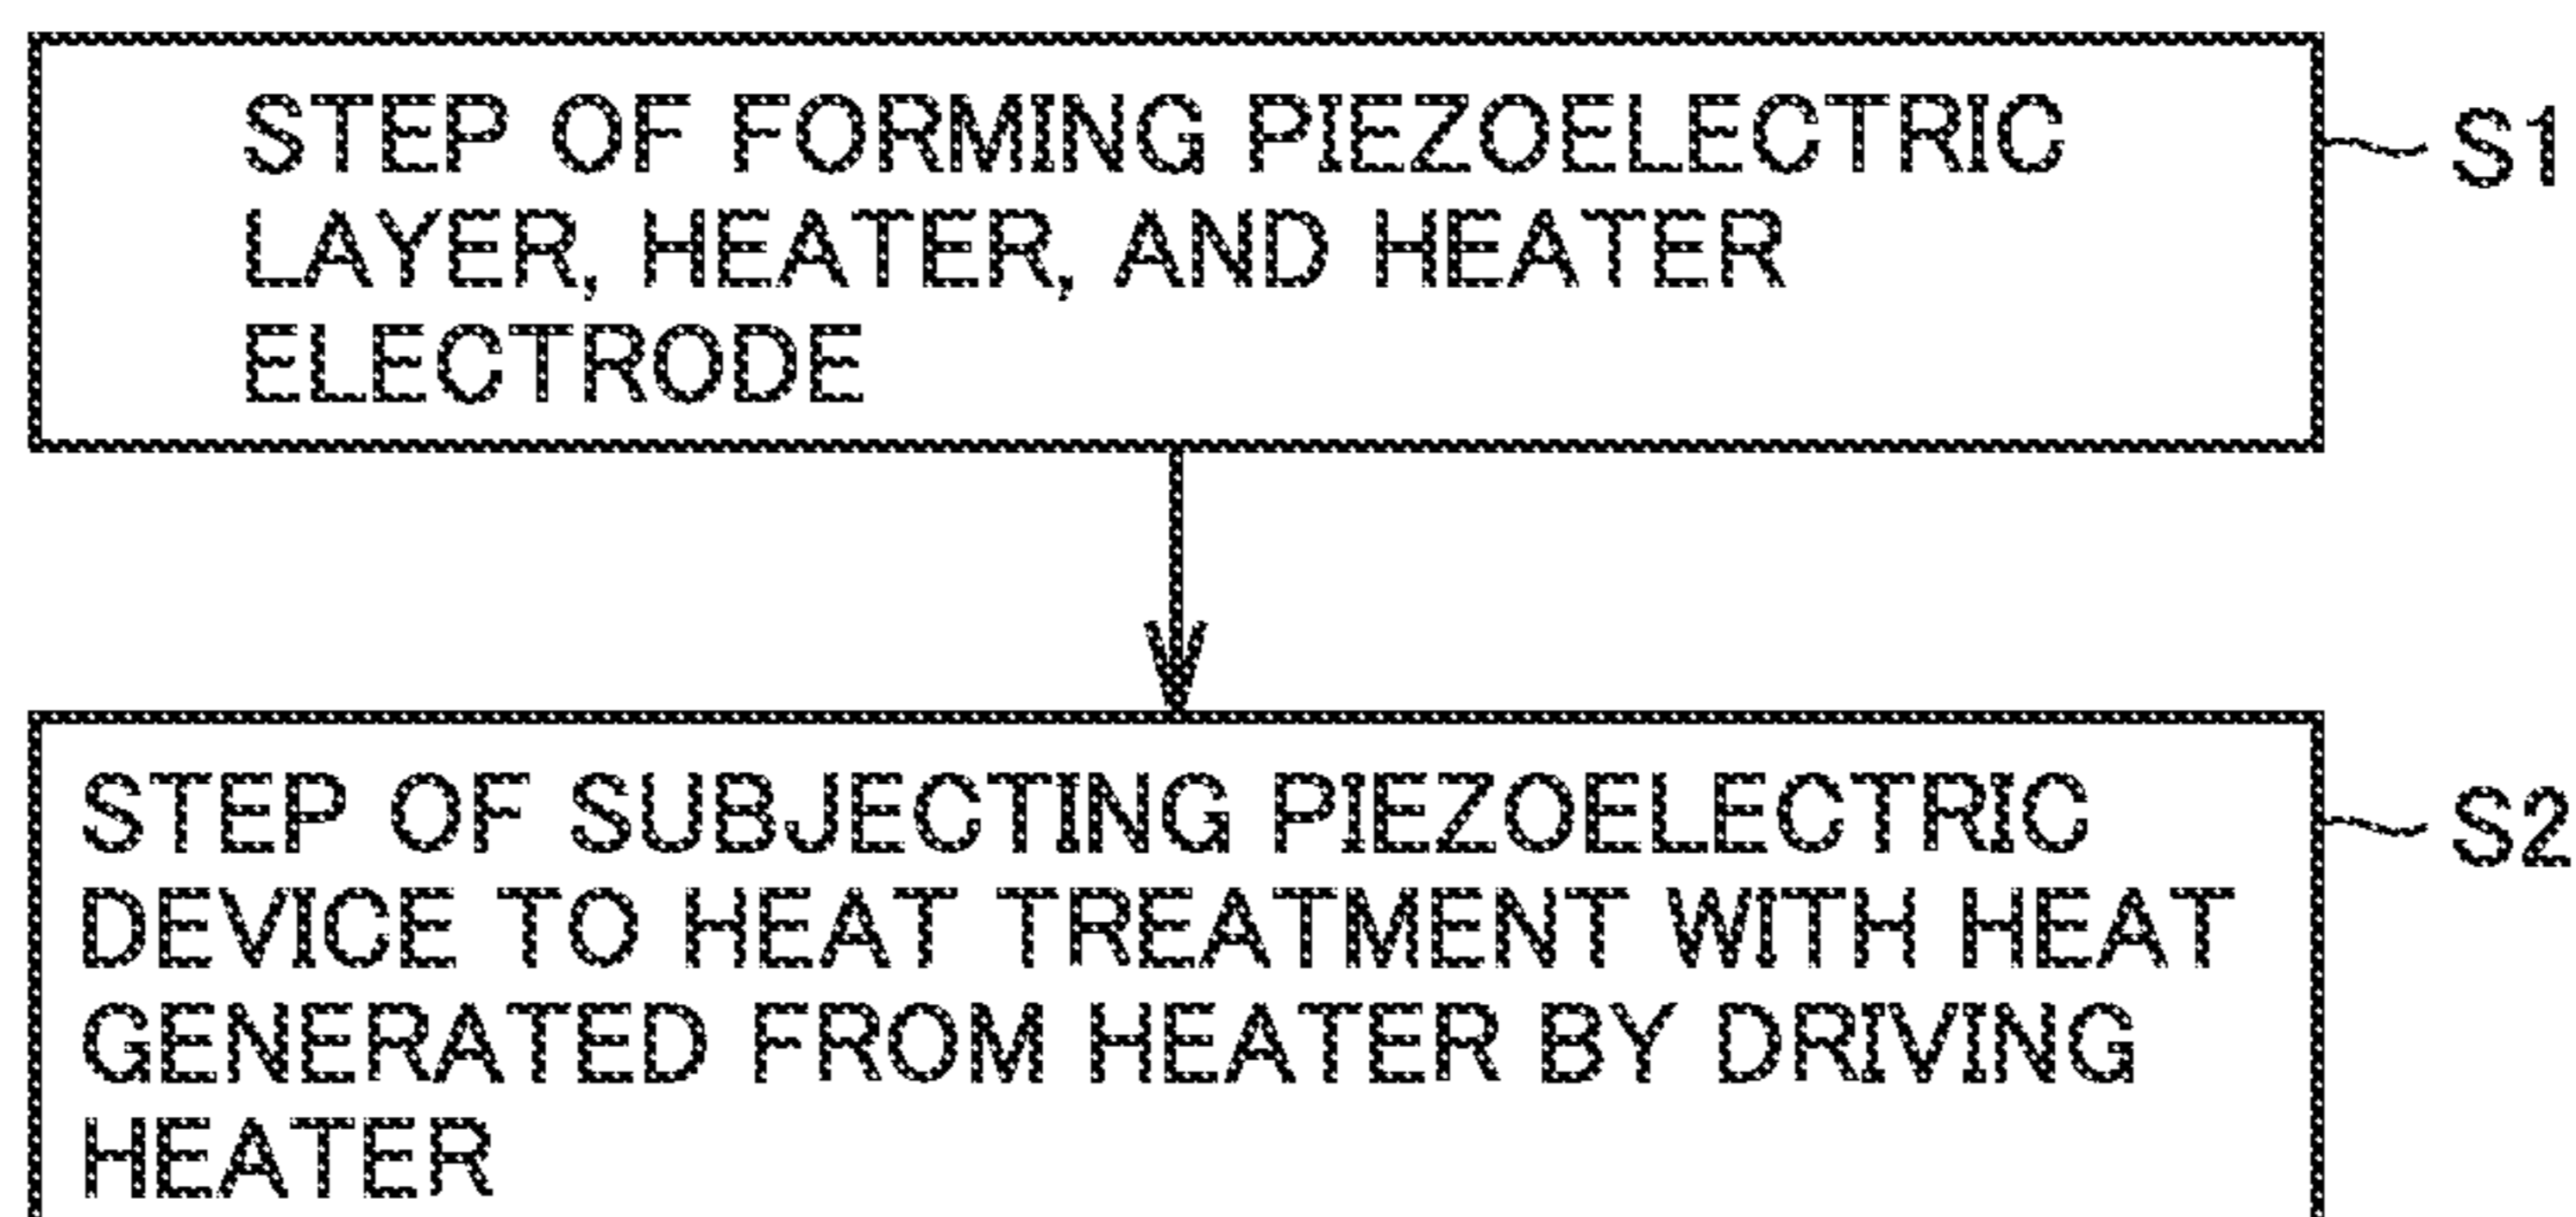 STEP OF FORMING PIEZOELECTRIC
LAYER, HEATER, AND HEATER
ELECTRODE
S1
STEP OF SUBJECTING PIEZOELECTRIC
DEVICE TO HEAT TREATMENT WITH HEAT
GENERATED FROM HEATER BY DRIVING
HEATER
S2